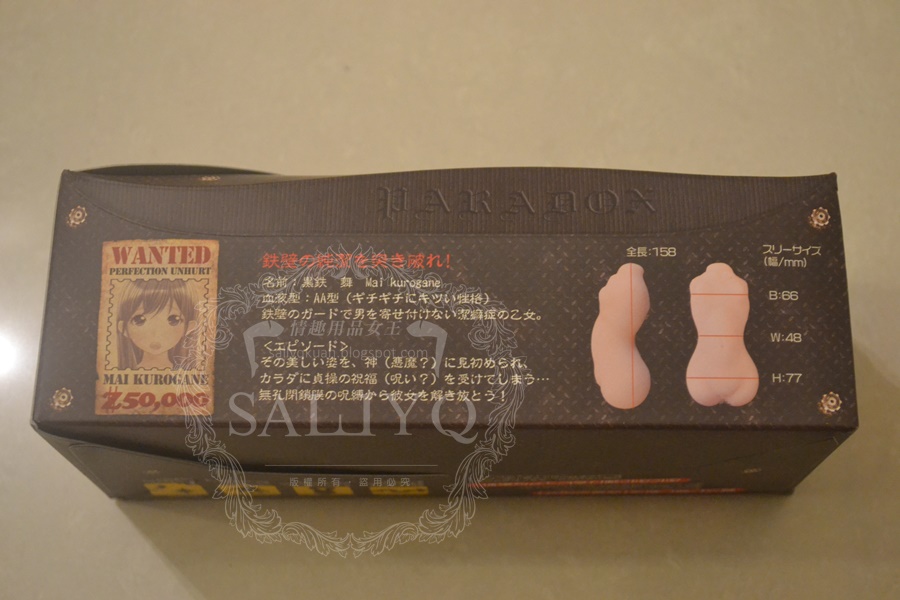 PARADOX
WANTED
PERFECTION UNHURT
MAI KUROGANE
50,000
鉄壁の純潔を突き破れ!
名前:黒鉄 舞 Mai kurogane
血液型:AA型(ギチギチにキツい性格)
鉄壁のガードで男を寄せ付けない潔癖症の乙女。
<エピソード>
その美しい姿を、神(悪魔?)に見初められ、
カラダに貞操の祝福(呪い?)を受けてしまう…
無孔閉鎖膜の呪縛から彼女を解き放とう!
全長:158
スリーサイズ
(幅/mm)
B:66
W:48
H:77
情趣用品女王
saliyquan.blogspot.com
SALIYQ
版權所有,盜用必究